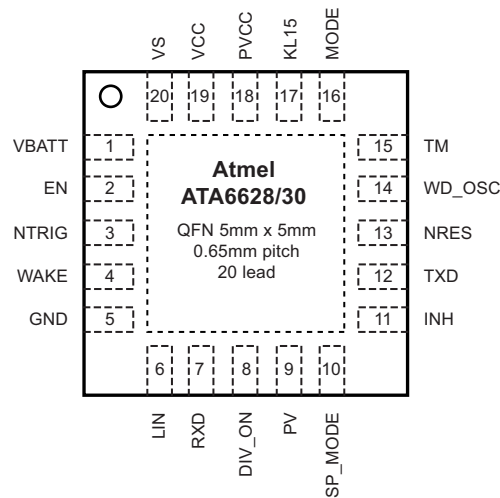 VS
VCC
PVCC
KL15
MODE
20
19
18
17
16
VBATT 1
EN 2
NTRIG 3
WAKE 4
GND 5
Atmel
ATA6628/30
QFN 5mm x 5mm
0.65mm pitch
20 lead
15 TM
14 WD_OSC
13 NRES
12 TXD
11 INH
6
7
8
9
10
LIN
RXD
DIV_ON
PV
SP_MODE